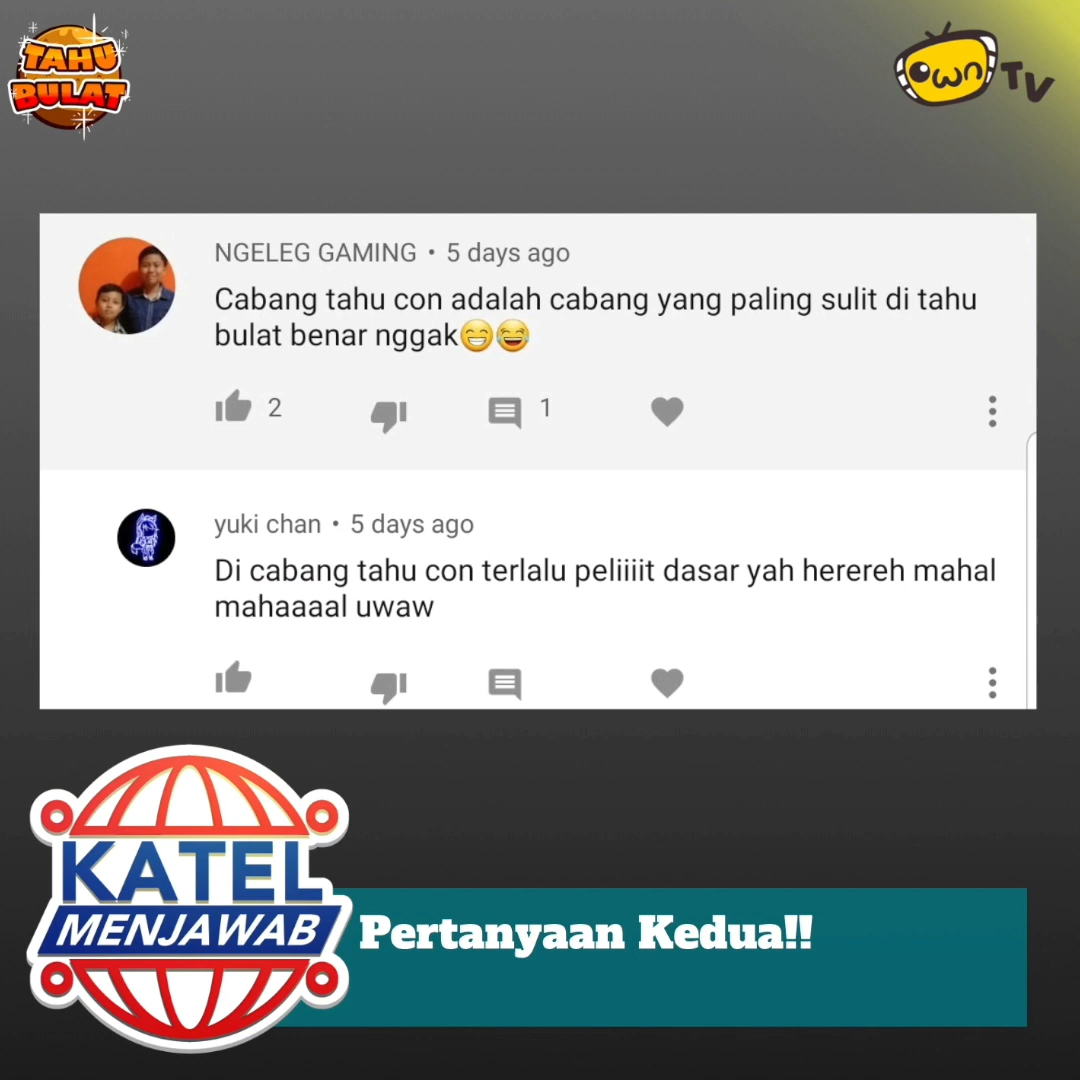 TAHU
BULAT
own TV
NGELEG GAMING • 5 days ago
Cabang tahu con adalah cabang yang paling sulit di tahu
bulat benar nggak😁😂
2
1
yuki chan • 5 days ago
Di cabang tahu con terlalu peliiiiit dasar yah herereh mahal
mahaaaal uwaw
KATEL
MENJAWAB
Pertanyaan Kedua!!